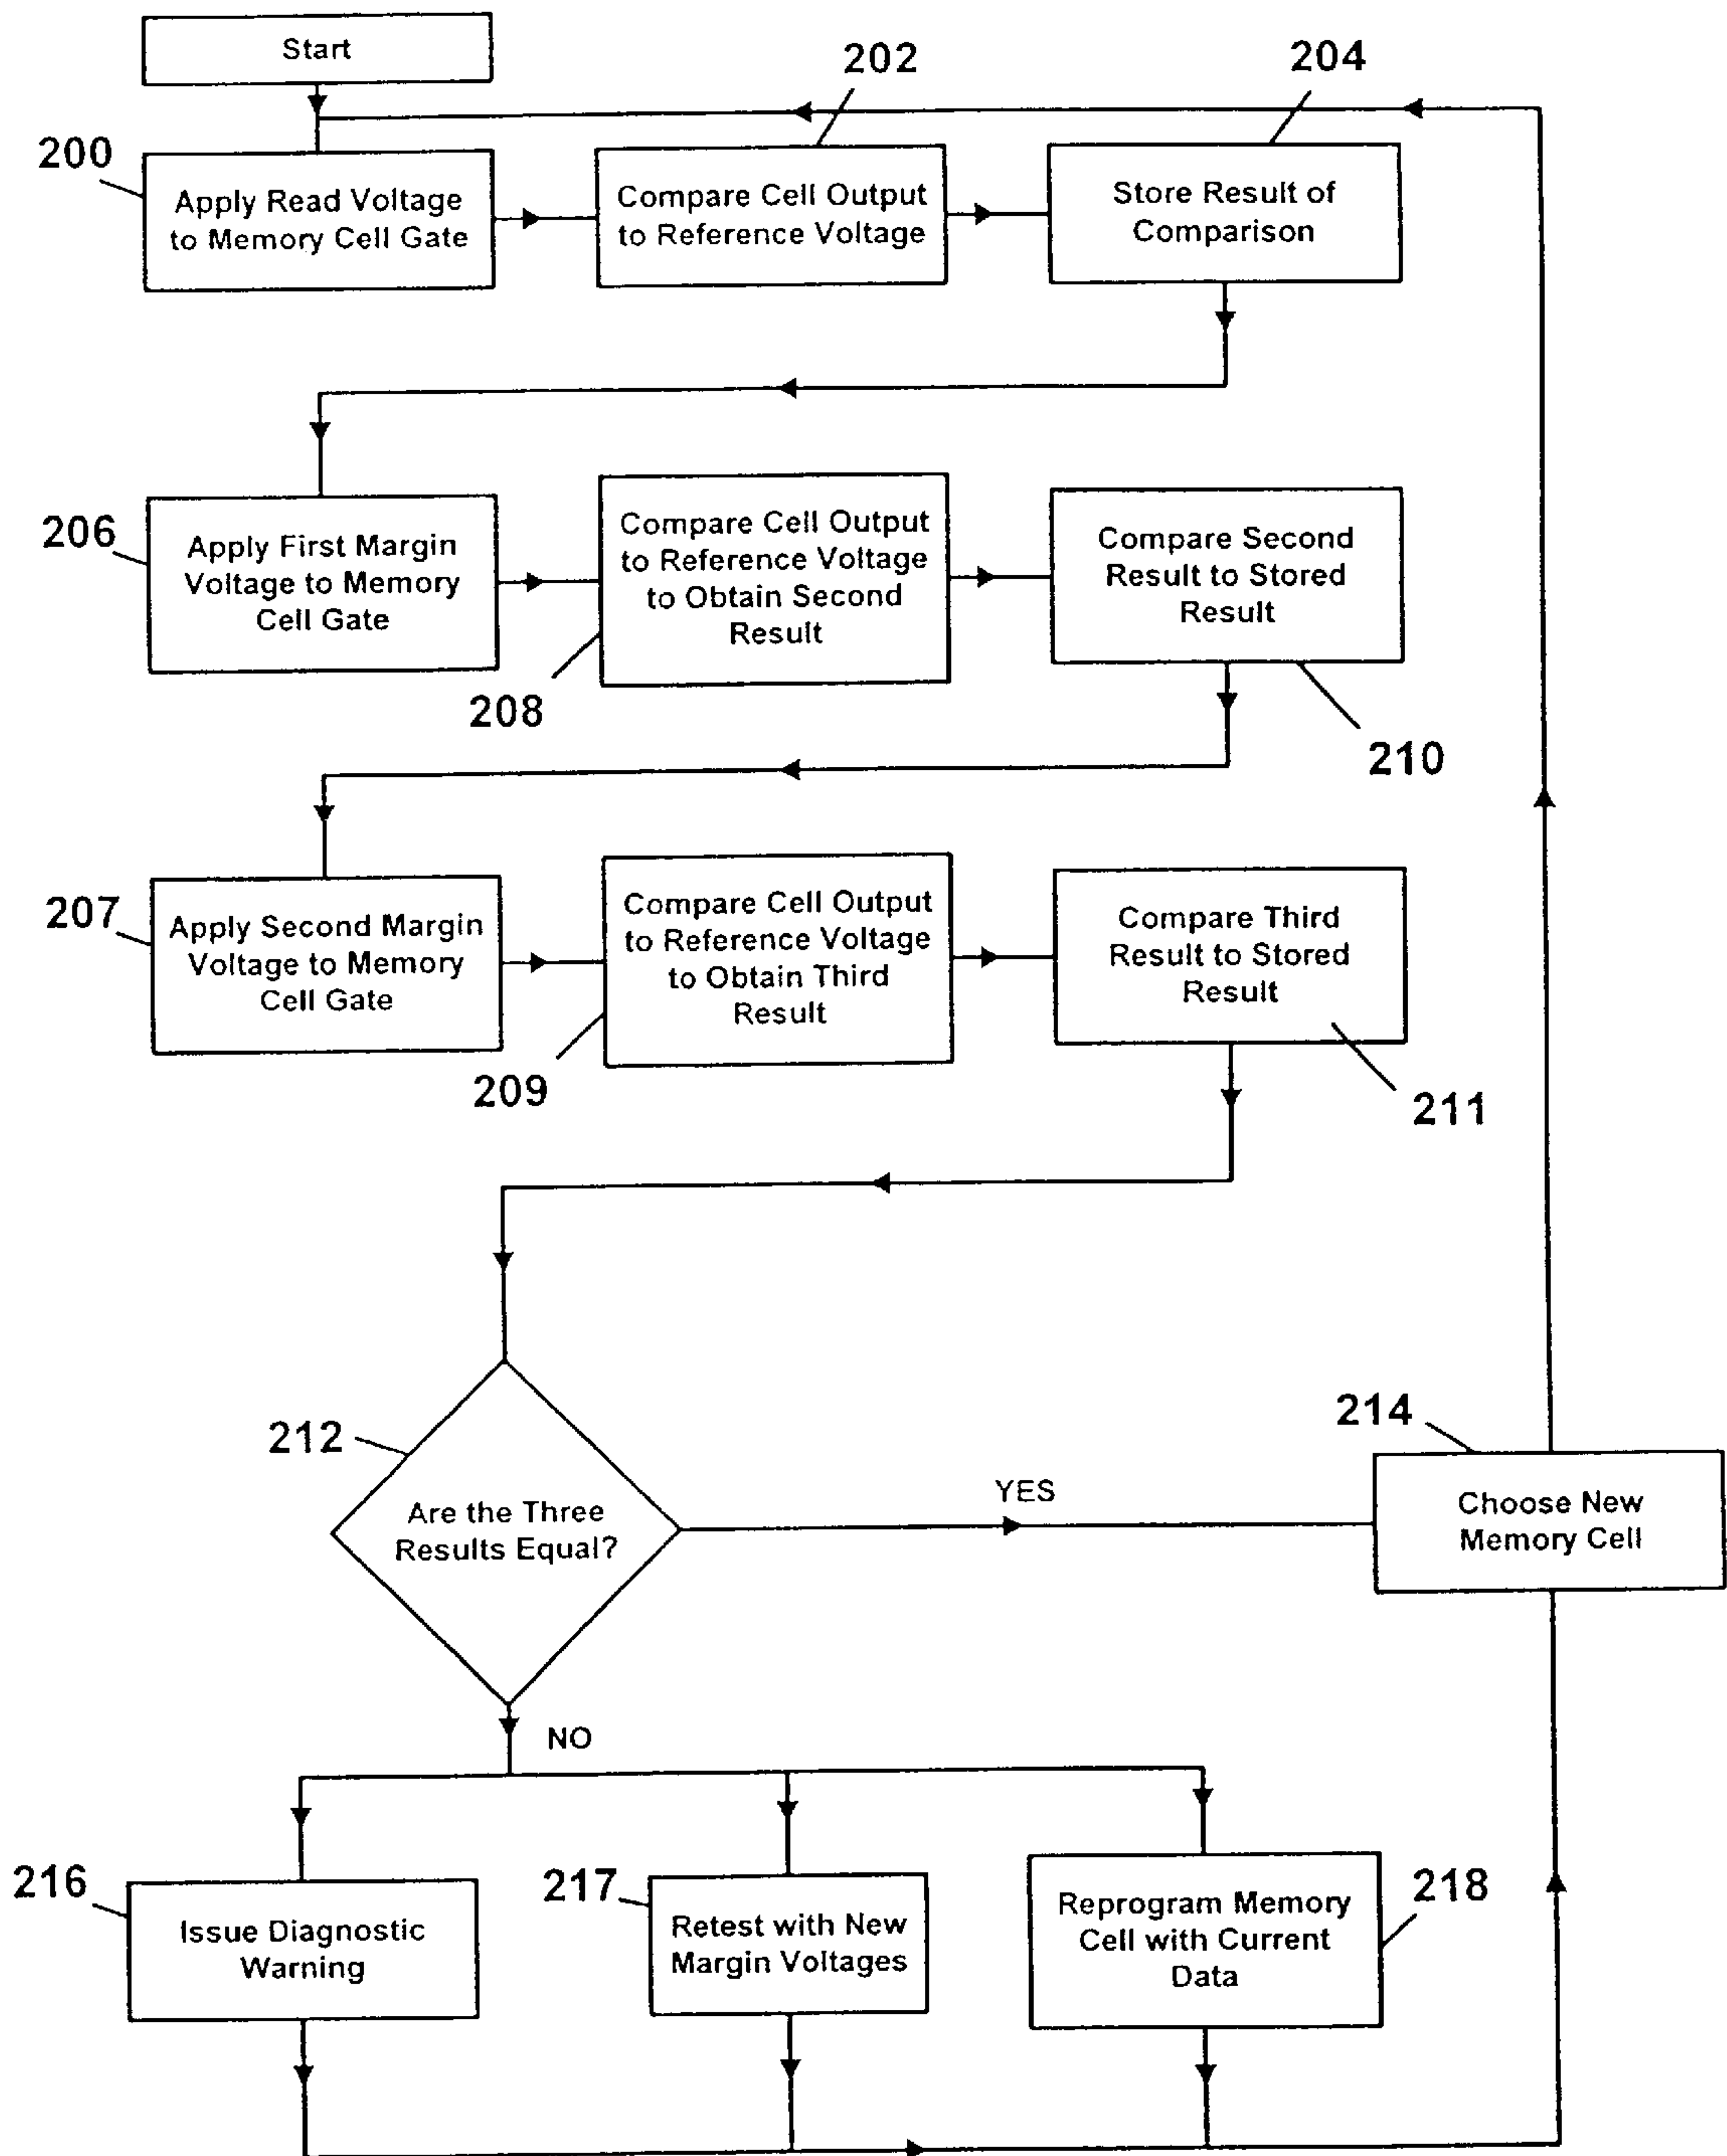 Start
202
204
200
Apply Read Voltage
to Memory Cell Gate
Compare Cell Output
to Reference Voltage
Store Result of
Comparison
206
Apply First Margin
Voltage to Memory
Cell Gate
Compare Cell Output
to Reference Voltage
to Obtain Second
Result
Compare Second
Result to Stored
Result
208
210
207
Apply Second Margin
Voltage to Memory
Cell Gate
Compare Cell Output
to Reference Voltage
to Obtain Third
Result
Compare Third
Result to Stored
Result
209
211
212
Are the Three
Results Equal?
YES
214
Choose New
Memory Cell
NO
216
Issue Diagnostic
Warning
217
Retest with New
Margin Voltages
Reprogram Memory
Cell with Current
Data
218